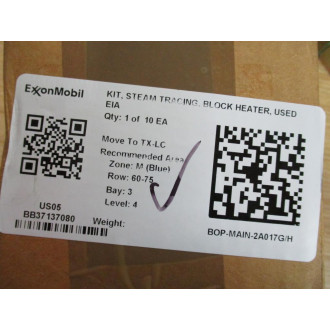 ExxonMobil
KIT, STEAM TRACING, BLOCK HEATER, USED
EIA
Qty: 1 of 10 EA
Move To TX-LC
Recommended Area
Zone: M (Blue)
Row: 60-75
Bay: 3
Level: 4
US05
BB37137080
Weight:
BOP-MAIN-2A017G/H